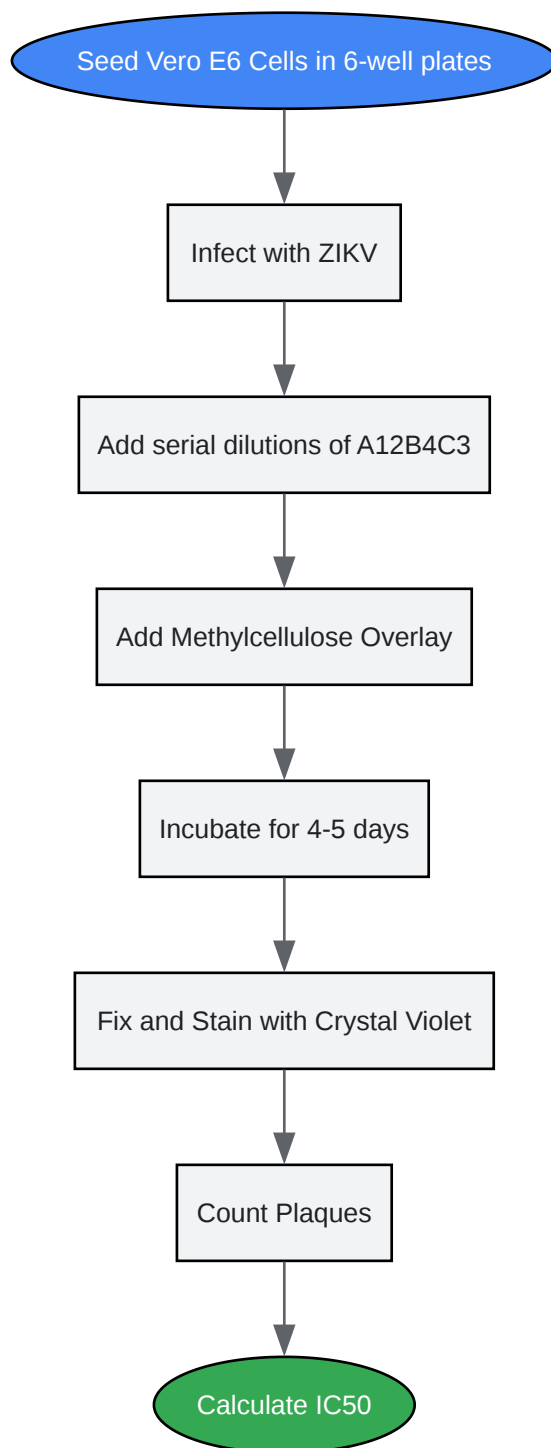 Seed Vero E6 Cells in 6-well plates
Infect with ZIKV
Add serial dilutions of A12B4C3
Add Methylcellulose Overlay
Incubate for 4-5 days
Fix and Stain with Crystal Violet
Count Plaques
Calculate IC50